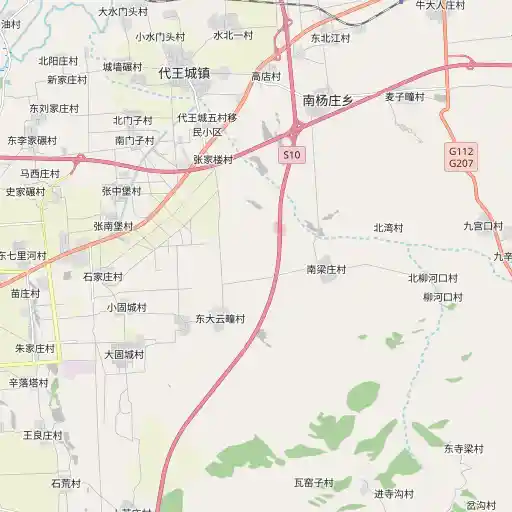 大水门头村
牛大人庄村
油村
小水门头村
水北一村
东北江村
北阳庄村
城墙碾村
代王城镇
高店村
新家庄村
南杨庄乡
麦子疃村
东刘家庄村
北门子村
代王城五村移
民小区
东李家碾村
南门子村
张家楼村
S10
G112
G207
马西庄村
史家碾村
张中堡村
张南堡村
北湾村
九宫口村
东七里河村
九辛
石家庄村
南梁庄村
北柳河口村
苗庄村
柳河口村
小固城村
东大云疃村
朱家庄村
大固城村
辛落塔村
王良庄村
东寺梁村
石荒村
瓦窑子村
进寺沟村
岔沟村